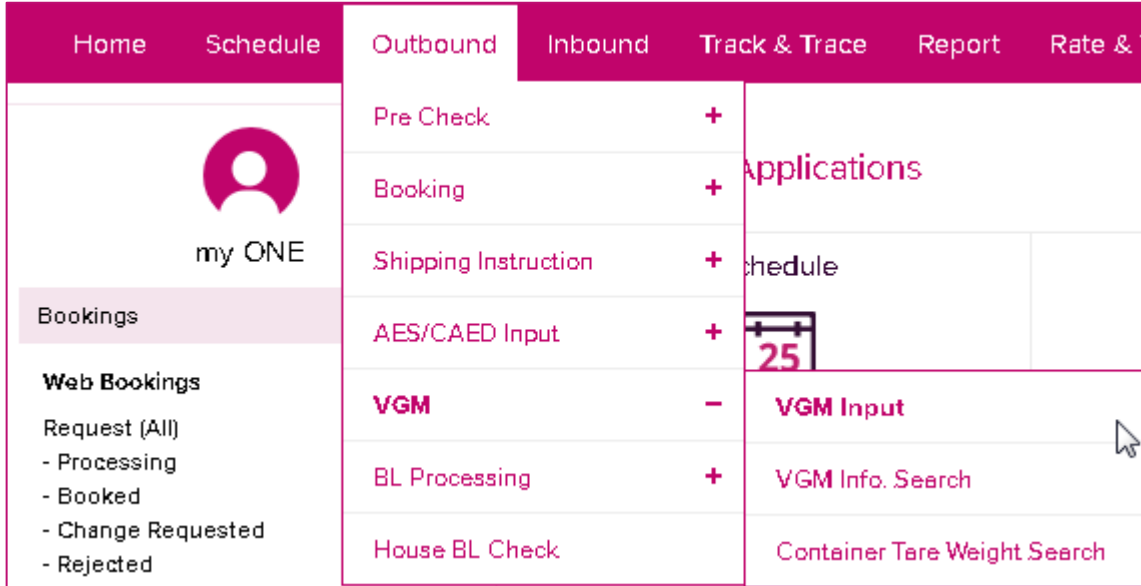 Home Schedule Outbound Inbound Track & Trace Report Rate &
my ONE
Bookings
Web Bookings
Request (All)
- Processing
- Booked
- Change Requested
- Rejected
Pre Check +
Booking +
Shipping Instruction +
AES/CAED Input +
VGM −
BL Processing +
House BL Check
VGM Input
VGM Info. Search
Container Tare Weight Search
Applications
chedule
25